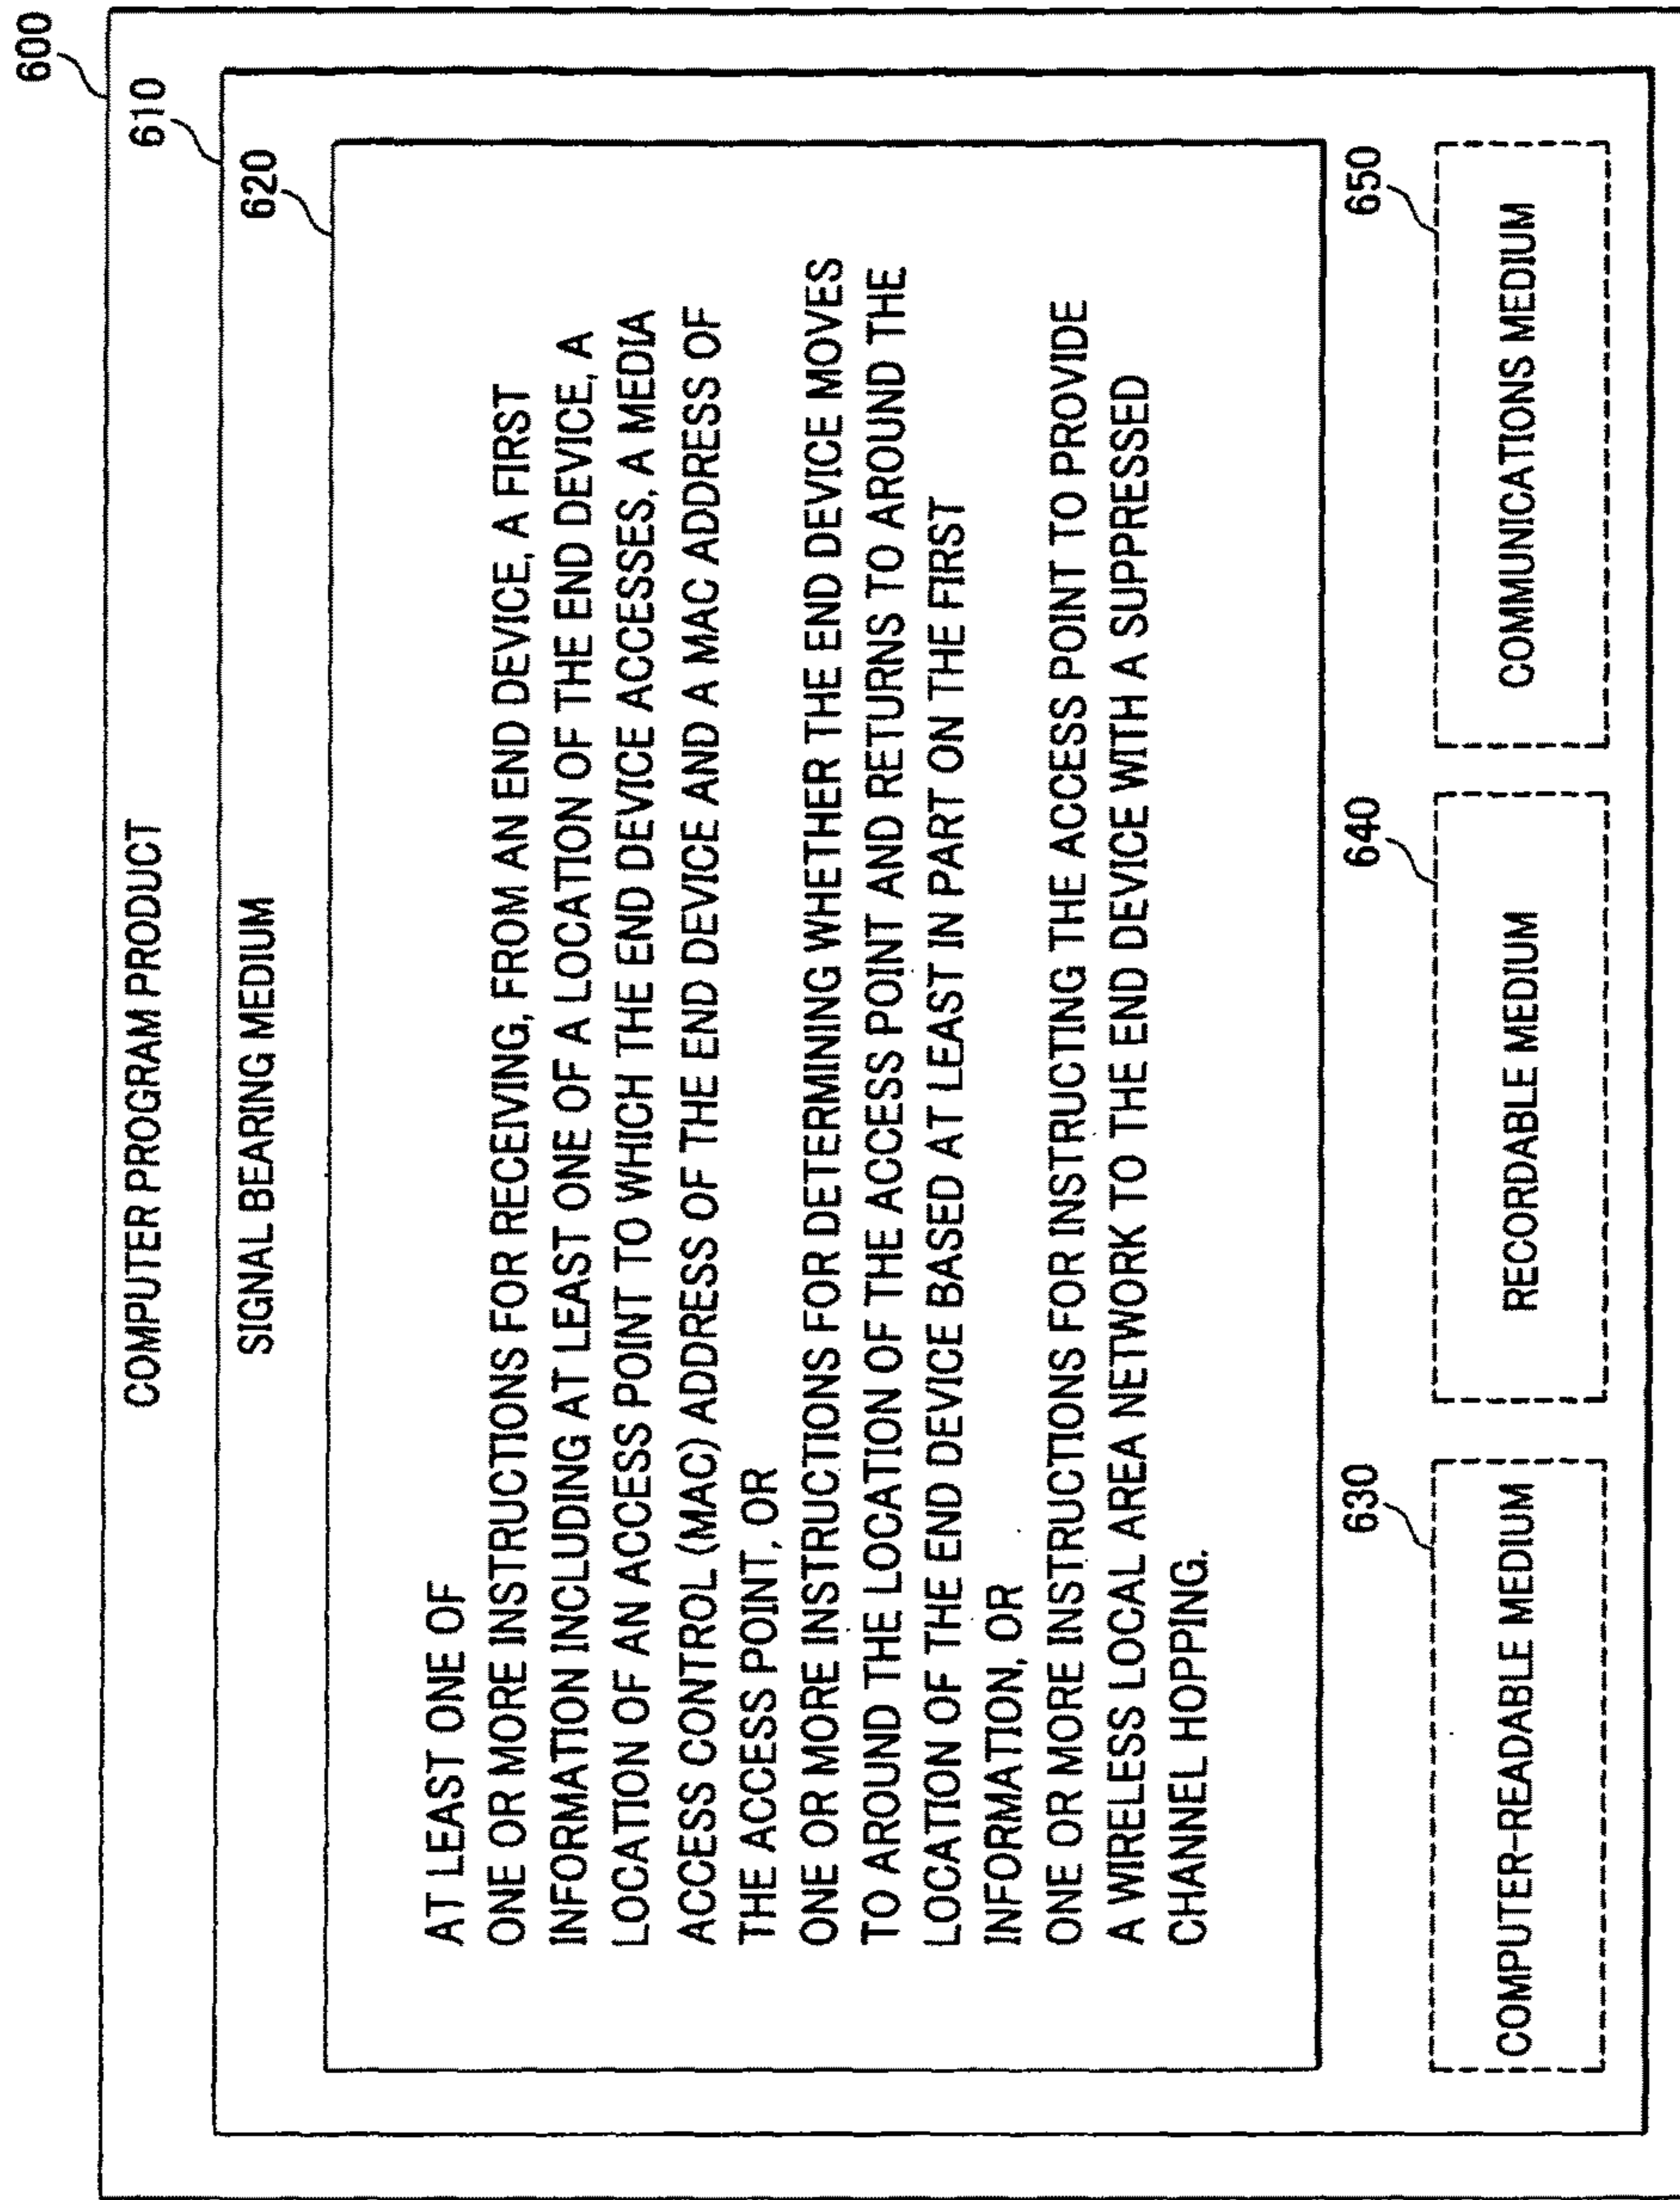 600
COMPUTER PROGRAM PRODUCT
610
SIGNAL BEARING MEDIUM
620
AT LEAST ONE OF
ONE OR MORE INSTRUCTIONS FOR RECEIVING, FROM AN END DEVICE, A FIRST
INFORMATION INCLUDING AT LEAST ONE OF A LOCATION OF THE END DEVICE, A
LOCATION OF AN ACCESS POINT TO WHICH THE END DEVICE ACCESSES, A MEDIA
ACCESS CONTROL (MAC) ADDRESS OF THE END DEVICE AND A MAC ADDRESS OF
THE ACCESS POINT, OR
ONE OR MORE INSTRUCTIONS FOR DETERMINING WHETHER THE END DEVICE MOVES
TO AROUND THE LOCATION OF THE ACCESS POINT AND RETURNS TO AROUND THE
LOCATION OF THE END DEVICE BASED AT LEAST IN PART ON THE FIRST
INFORMATION, OR
ONE OR MORE INSTRUCTIONS FOR INSTRUCTING THE ACCESS POINT TO PROVIDE
A WIRELESS LOCAL AREA NETWORK TO THE END DEVICE WITH A SUPPRESSED
CHANNEL HOPPING.
630
COMPUTER-READABLE MEDIUM
640
RECORDABLE MEDIUM
650
COMMUNICATIONS MEDIUM